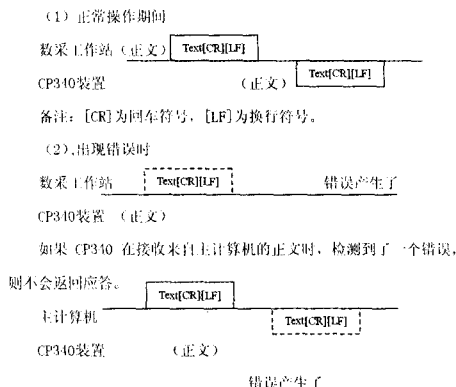 （1）正常操作期间
数采工作站（正文） Text[CR][LF]
CP340装置 （正文） Text[CR][LF]
备注：[CR]为回车符号，[LF]为换行符号。
（2）.出现错误时
数采工作站 Text[CR][LF] 错误产生了
CP340装置 （正文）
如果 CP340 在接收来自主计算机的正文时，检测到了一个错误，
则不会返回应答。
Text[CR][LF]
主计算机 Text[CR][LF]
CP340装置 （正文）
错误产生了